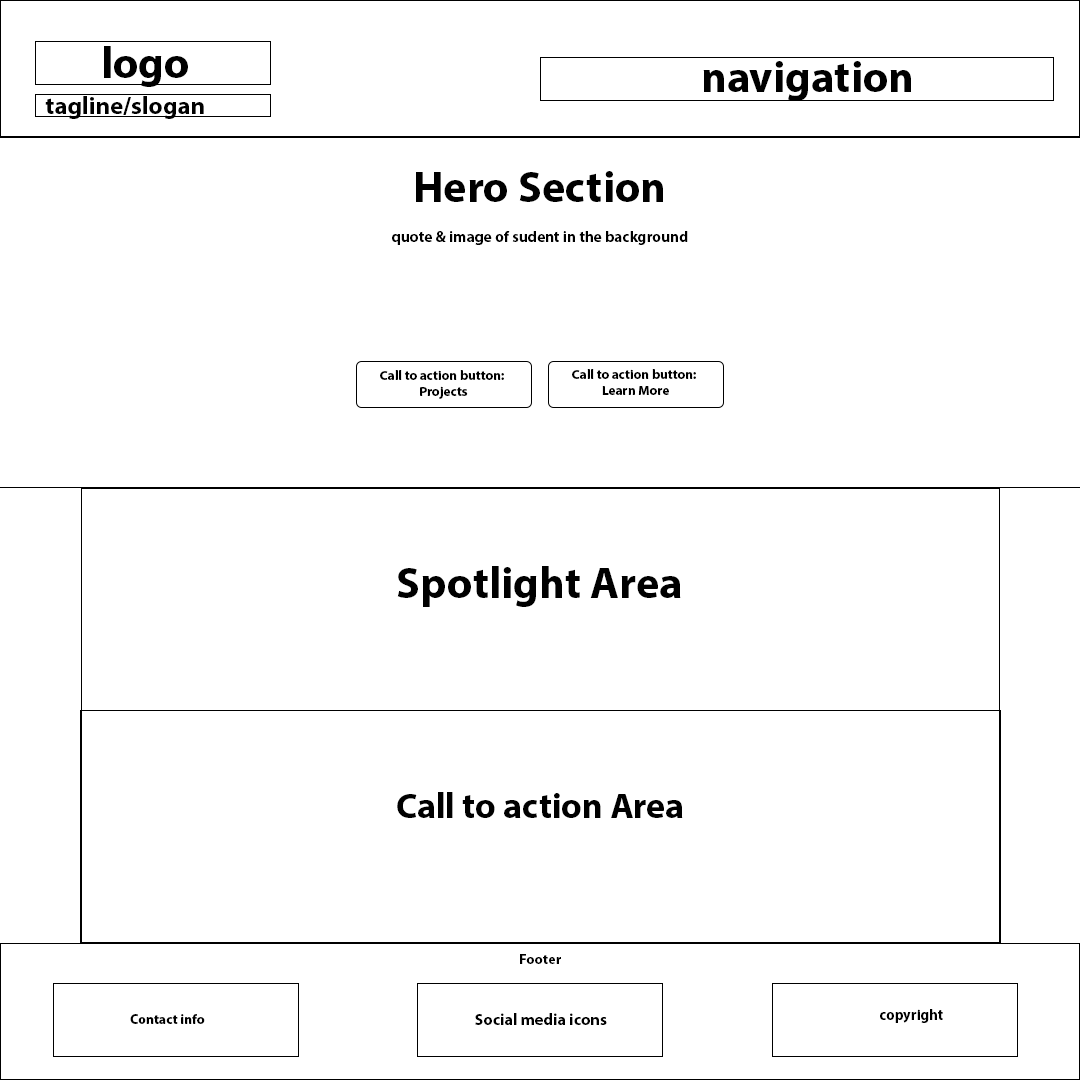 logo
tagline/slogan
navigation
Hero Section
quote & image of sudent in the background
Call to action button:
Projects
Call to action button:
Learn More
Spotlight Area
Call to action Area
Footer
Contact info
Social media icons
copyright